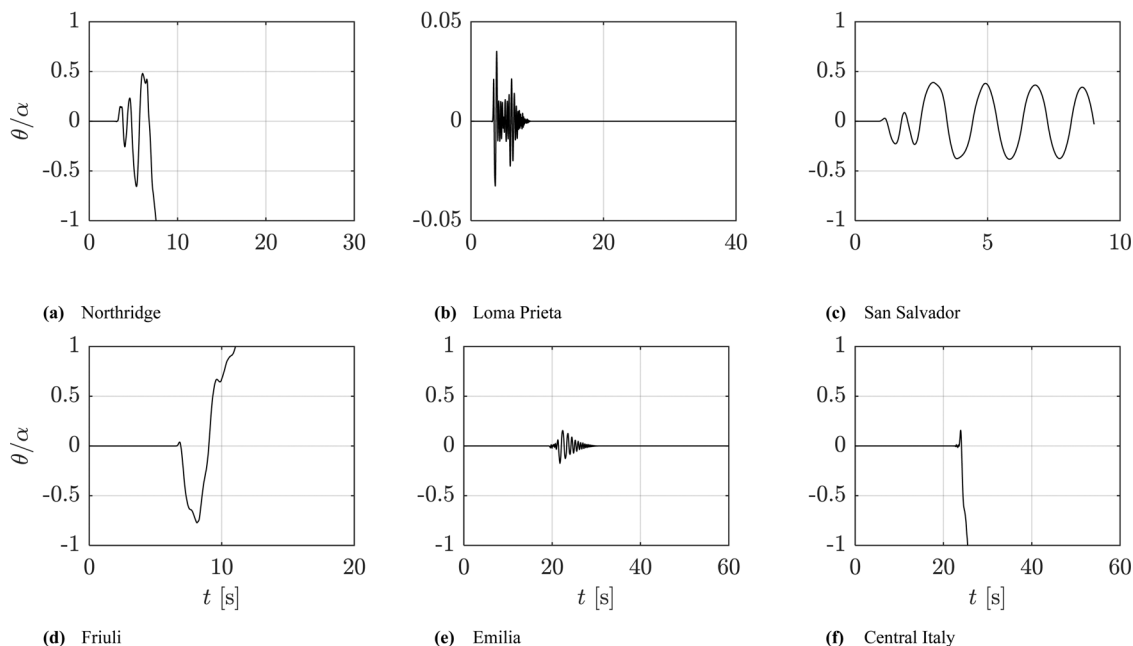 1
0.5
0
-0.5
-1
θ/α
0 10 20 30
(a) Northridge
0.05
0
-0.05
0 20 40
(b) Loma Prieta
1
0.5
0
-0.5
-1
0 5 10
(c) San Salvador
1
0.5
0
-0.5
-1
θ/α
0 10 20
t [s]
(d) Friuli
1
0.5
0
-0.5
-1
0 20 40 60
t [s]
(e) Emilia
1
0.5
0
-0.5
-1
0 20 40 60
t [s]
(f) Central Italy